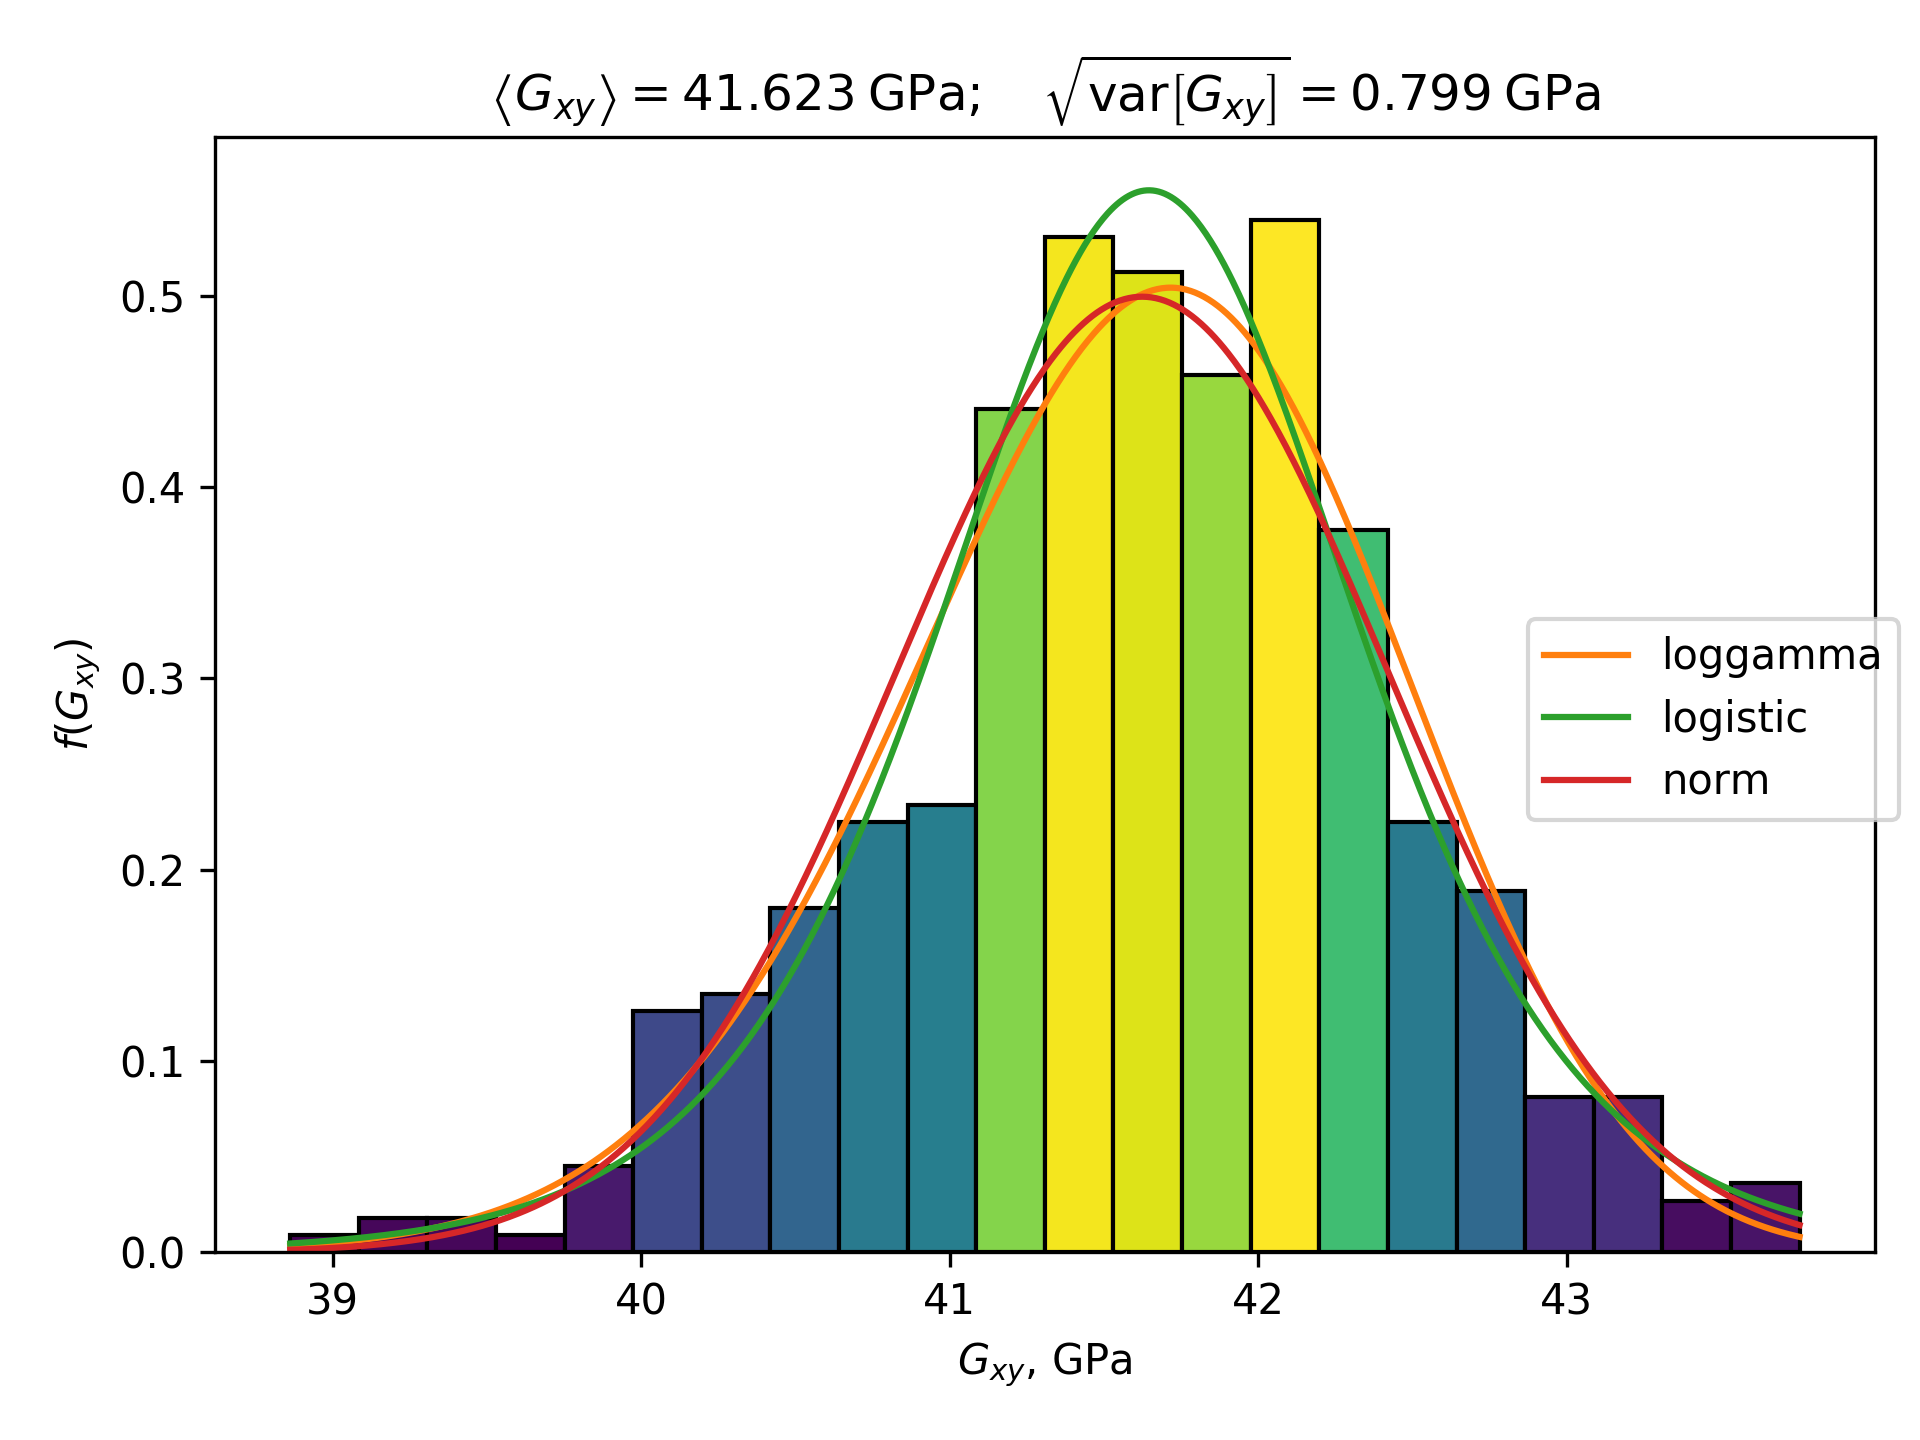 ⟨G_xy⟩ = 41.623 GPa; √var[G_xy] = 0.799 GPa
f(G_xy)
0.5
0.4
0.3
0.2
0.1
0.0
loggamma
logistic
norm
39 40 41 42 43
G_xy, GPa